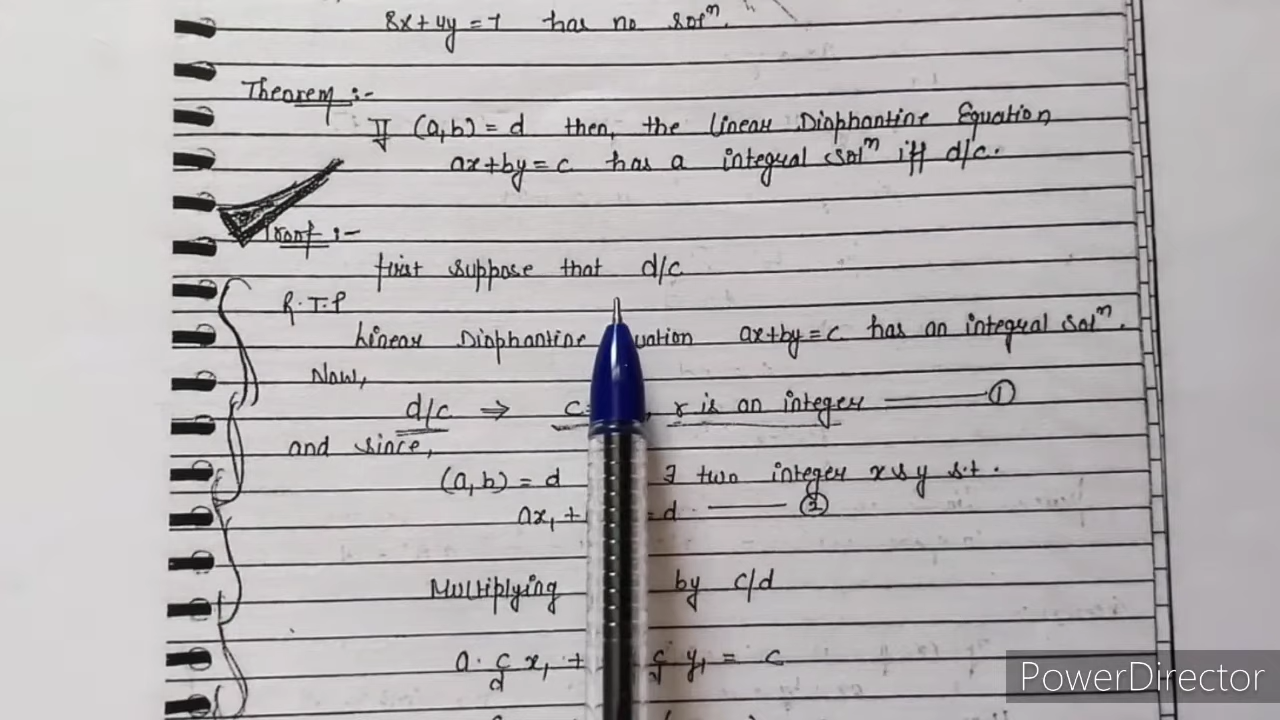 8x+4y=7 has no solⁿ.
Theorem :-
If (a,b) = d then, the linear Diophantine Equation
ax+by=c has a integral solⁿ iff d/c.
Proof :-
first suppose that d/c
R.T.P
Linear Diophantine uation ax+by=c has an integral solⁿ.
Now,
d/c ⇒ c , r is an integer ——— ①
and since,
(a,b) = d ∃ two integer x & y s.t.
ax₁ + = d ——— ②
Multiplying by c/d
a. c/d x₁ + c/d y₁ = c
PowerDirector